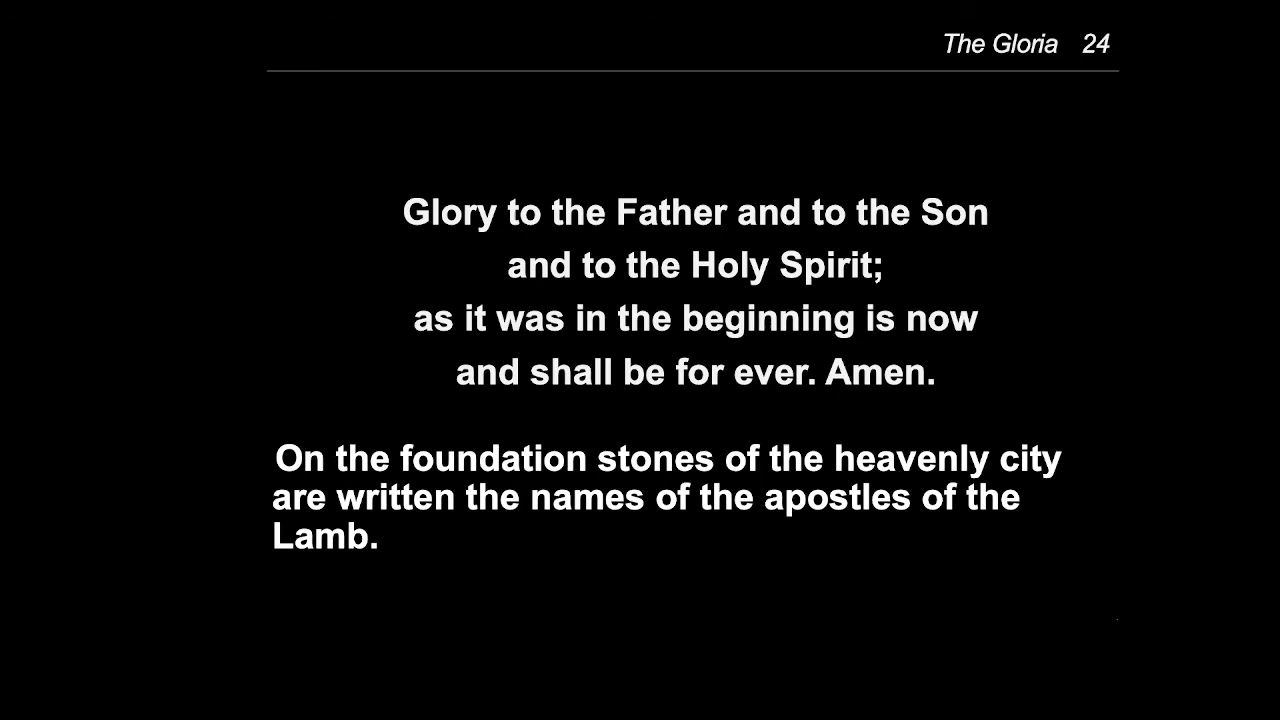 The Gloria 24
Glory to the Father and to the Son
and to the Holy Spirit;
as it was in the beginning is now
and shall be for ever. Amen.
On the foundation stones of the heavenly city
are written the names of the apostles of the
Lamb.